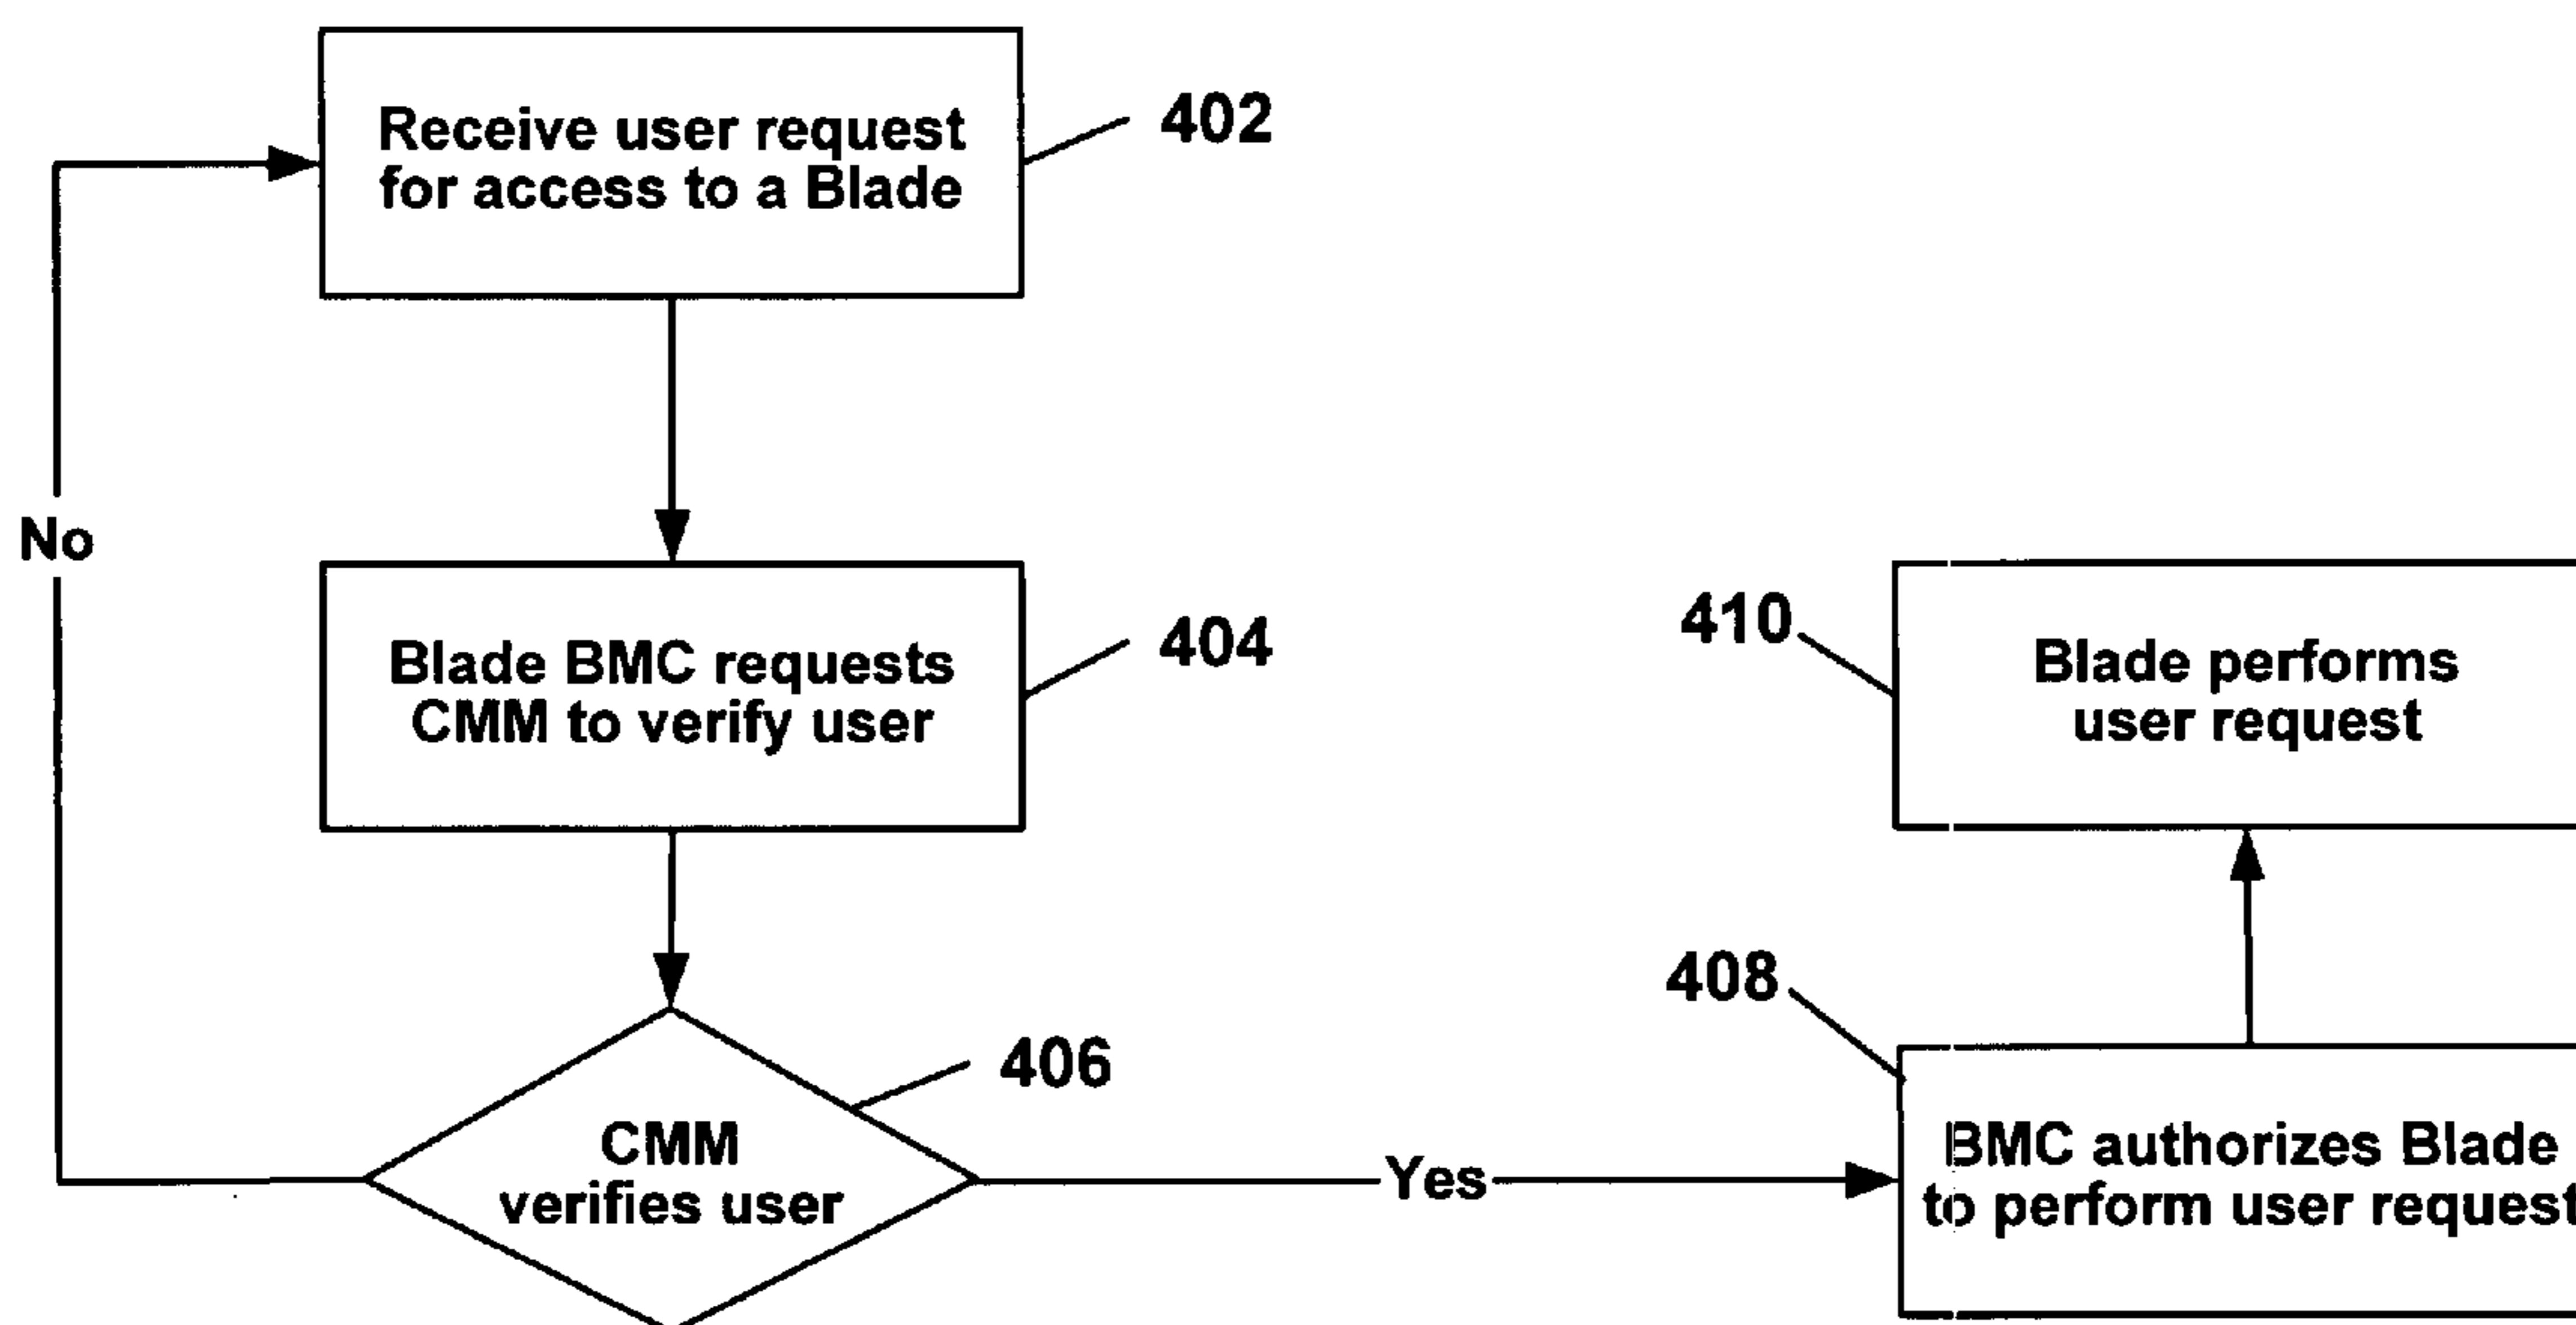 Receive user request
for access to a Blade
402
No
Blade BMC requests
CMM to verify user
404
410
Blade performs
user request
408
406
CMM
verifies user
Yes
BMC authorizes Blade
to perform user request